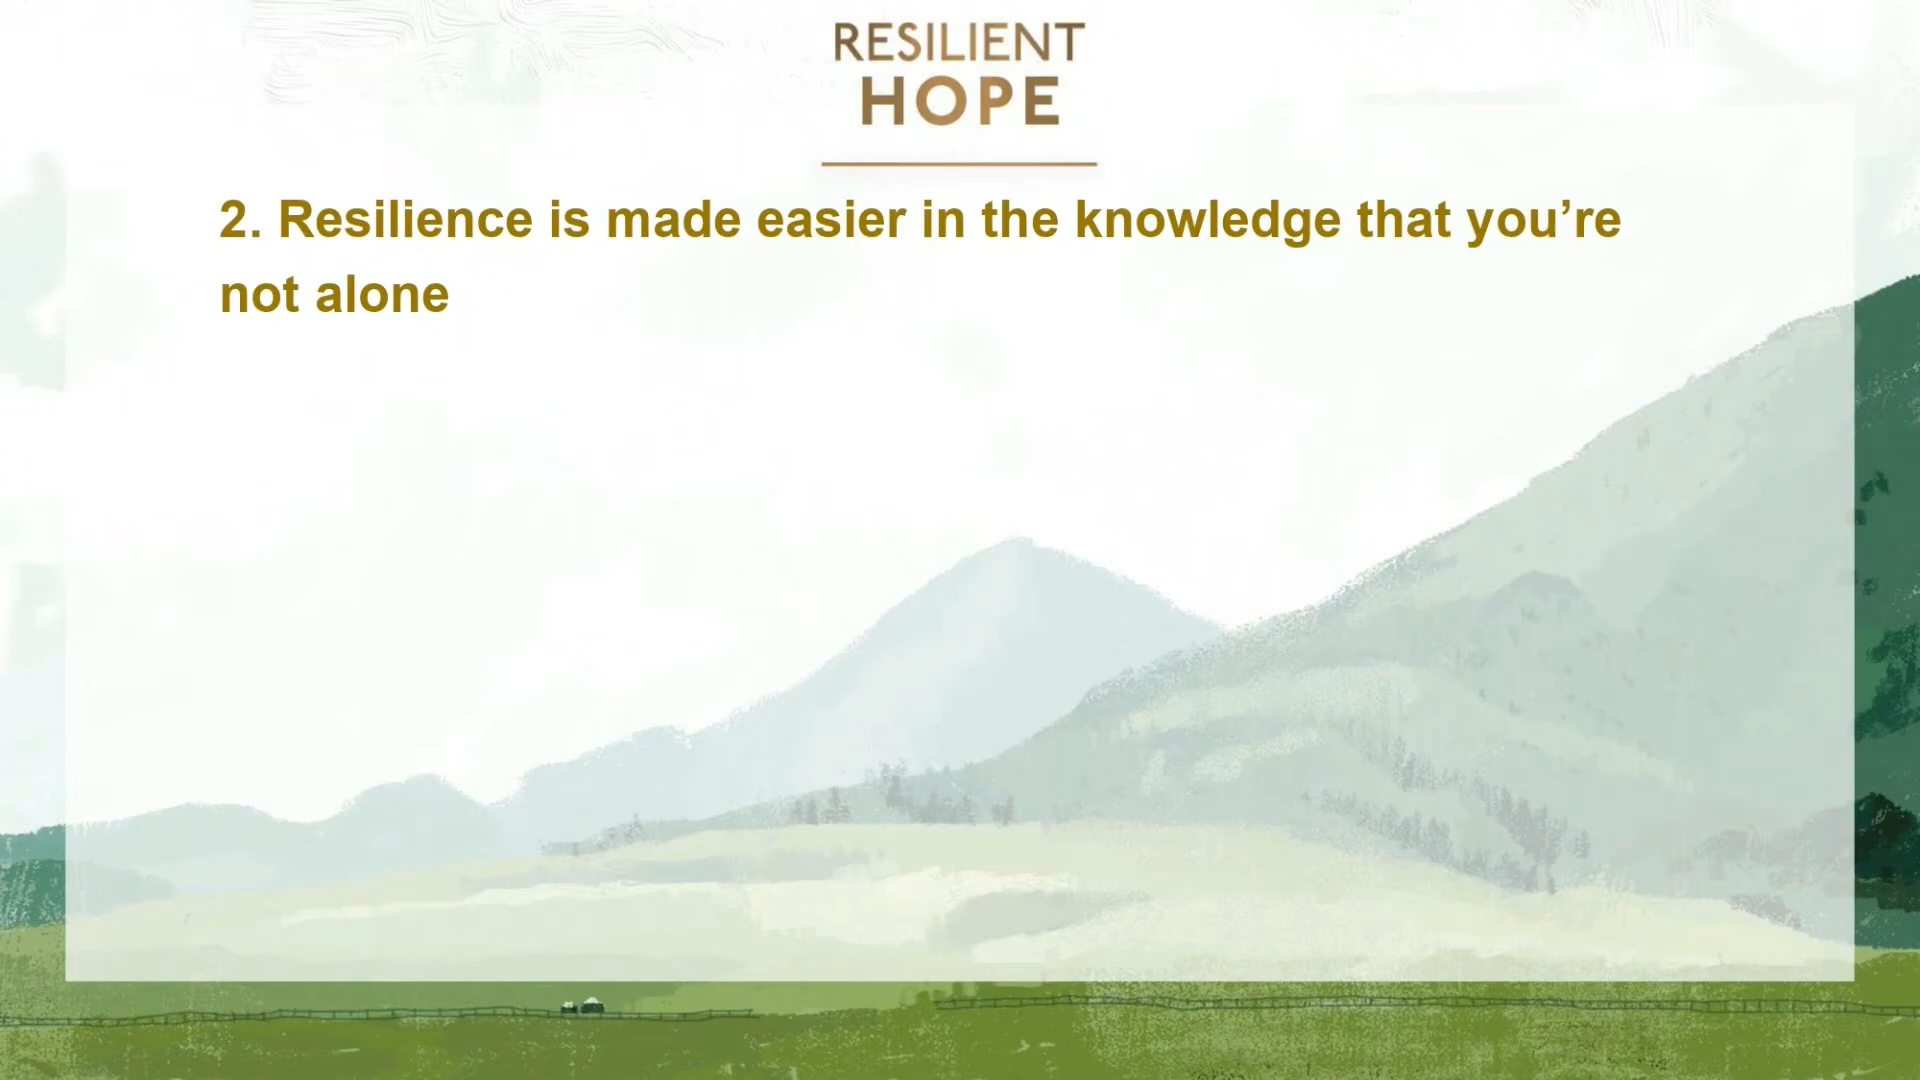 RESILIENT
HOPE
2. Resilience is made easier in the knowledge that you’re
not alone